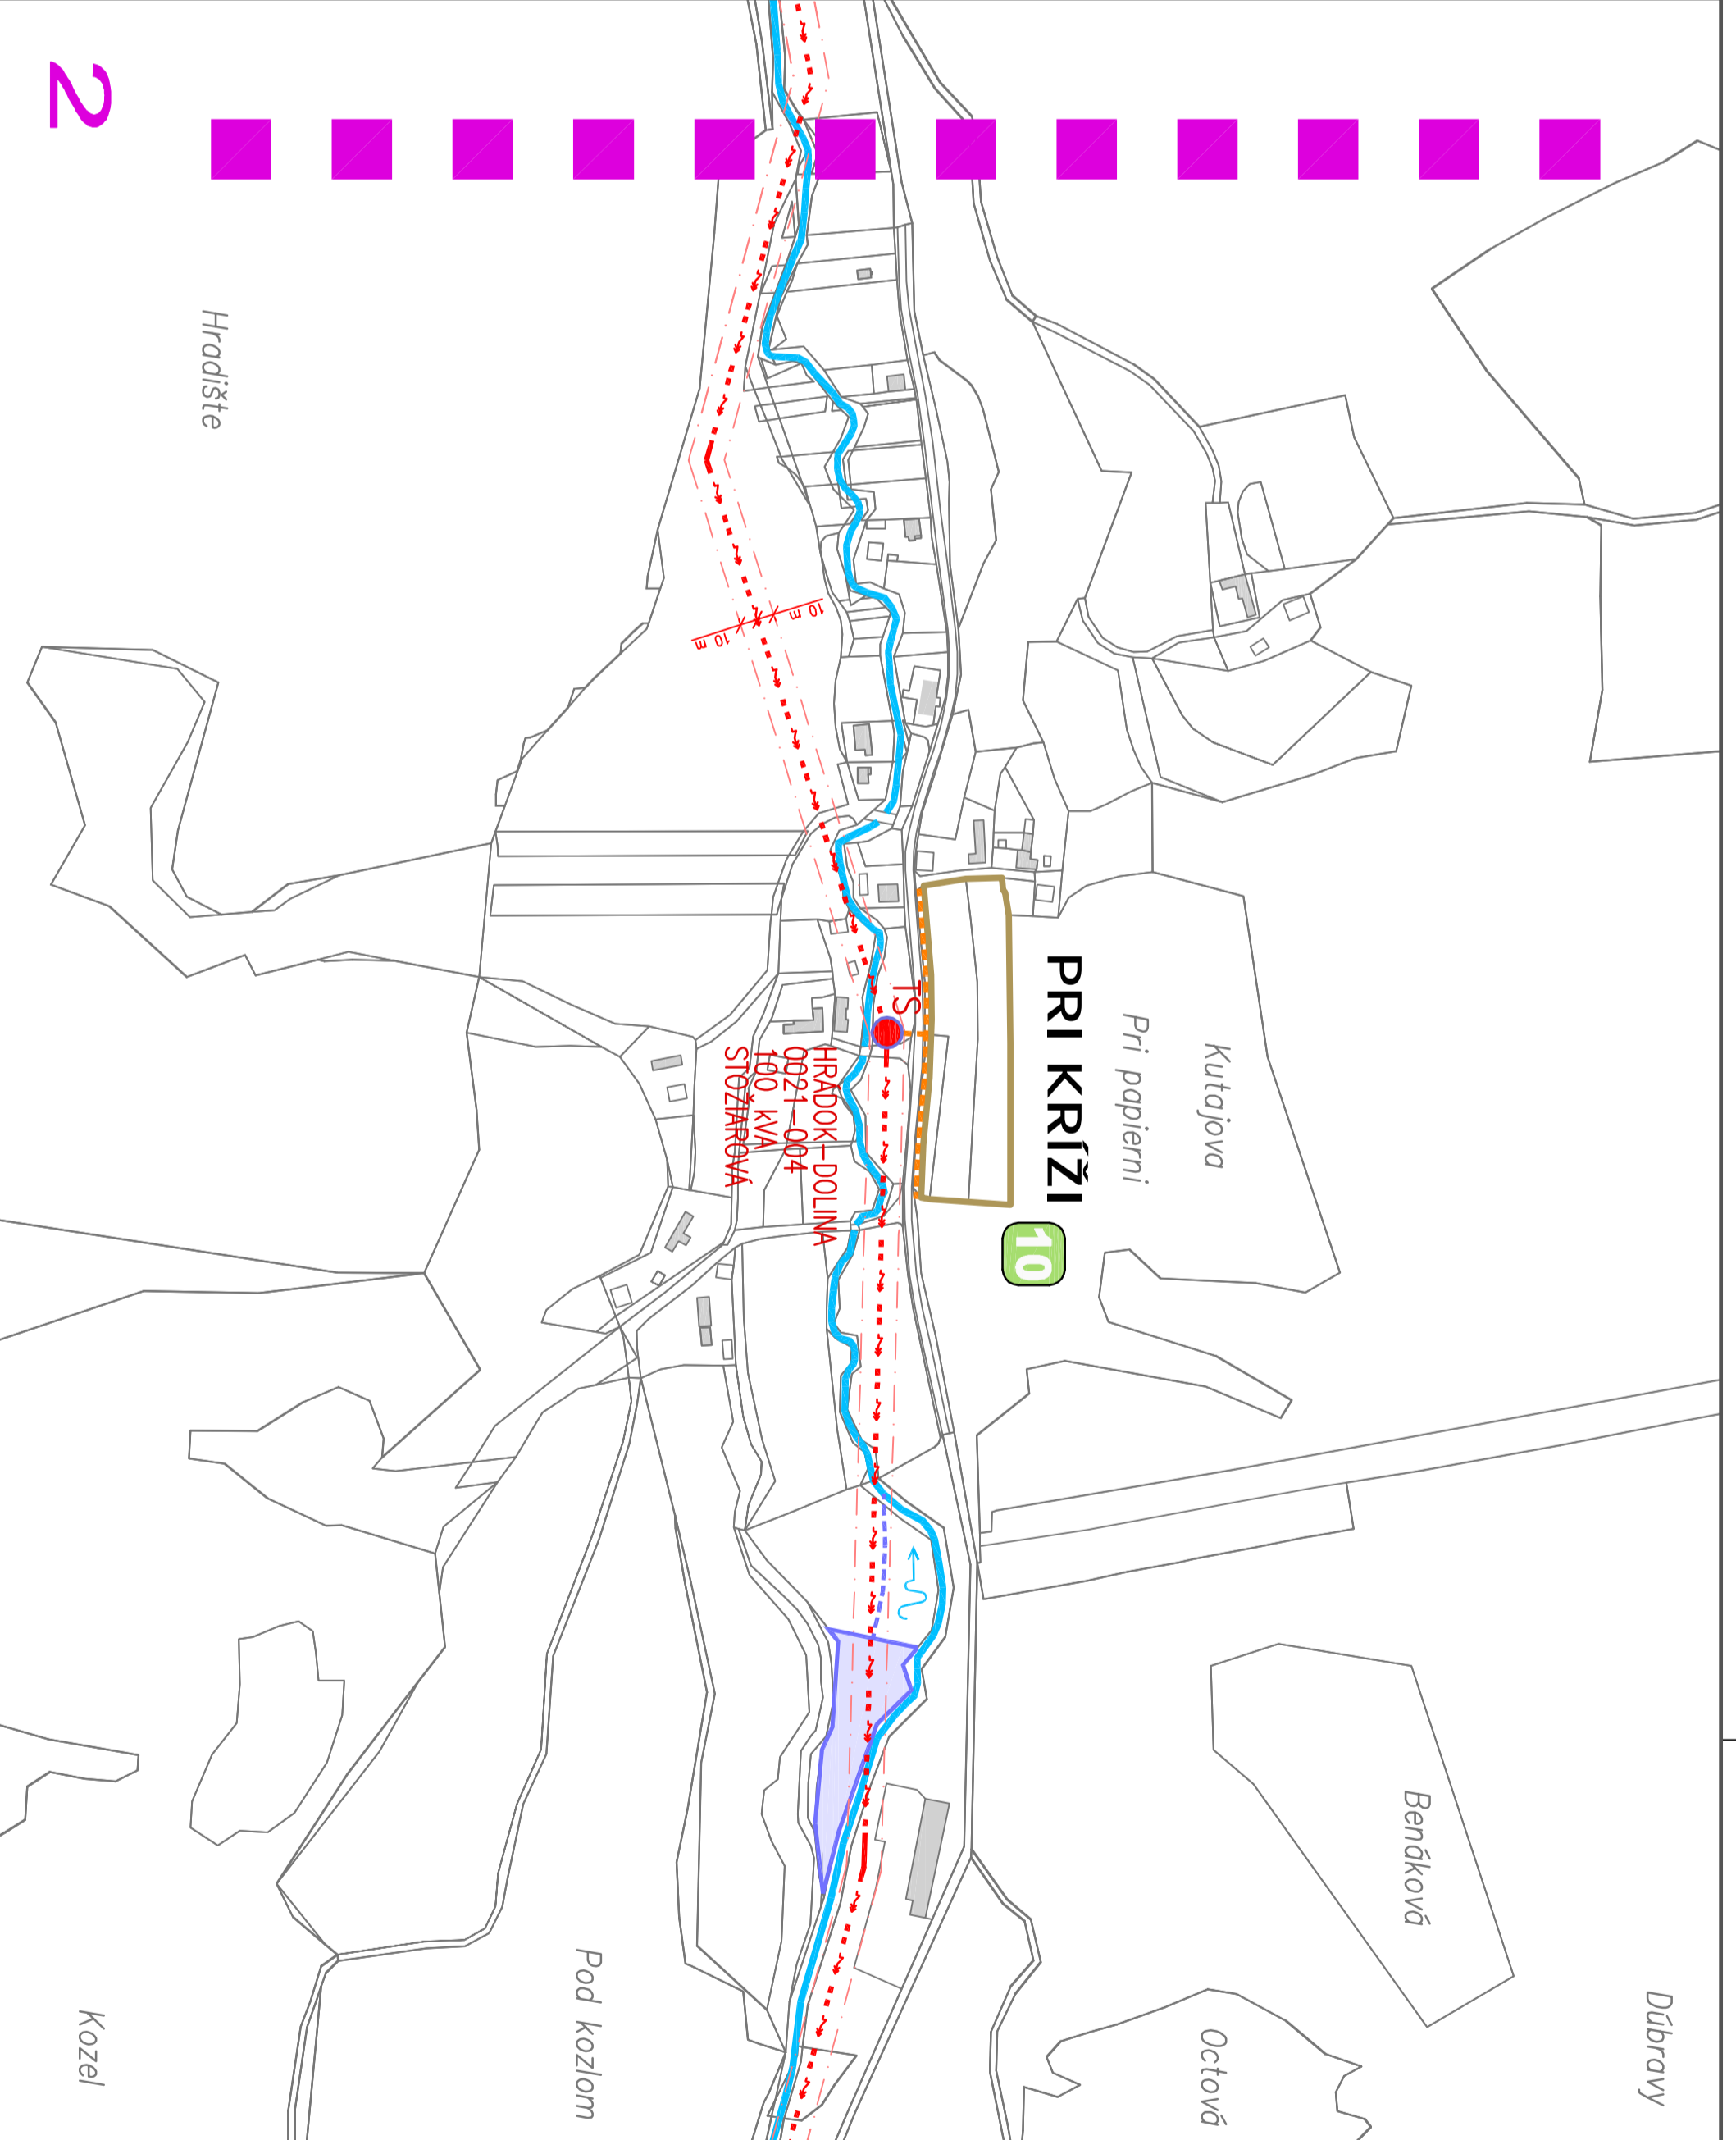 2
Dúbravy
Benáková
Octová
Kutajova
Pri papierni
PRI KRÍŽI
10
TS
HRADOK-DOLINA
0021-004
100 kVA
STOŽIAROVÁ
10 m
10 m
Hradište
Pod kozlom
Kozel